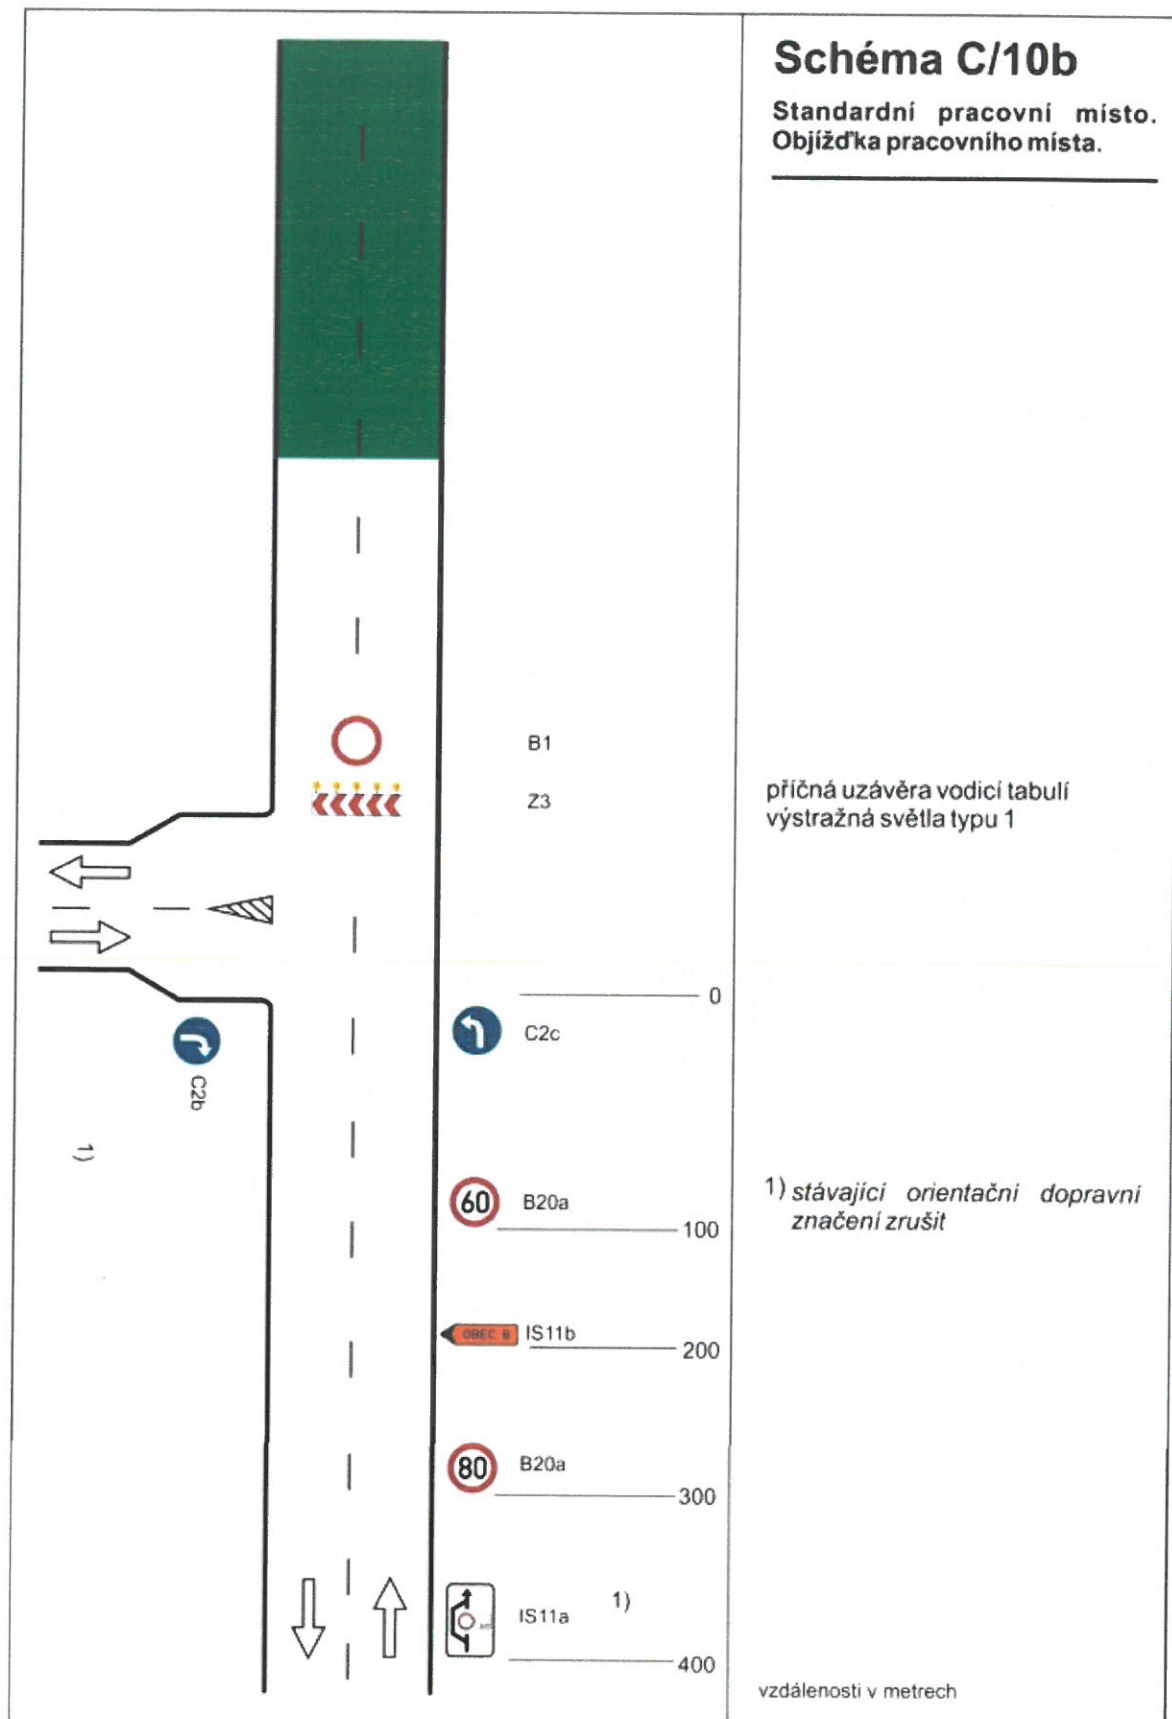 Schéma C/10b
Standardní pracovní místo.
Objížďka pracovního místa.
B1
Z3
příčná uzávěra vodicí tabulí
výstražná světla typu 1
0
C2c
C2b
1)
60
B20a
100
1) stávající orientační dopravní
značení zrušit
OBEC B
IS11b
200
80
B20a
300
IS11a
1)
400
vzdálenosti v metrech